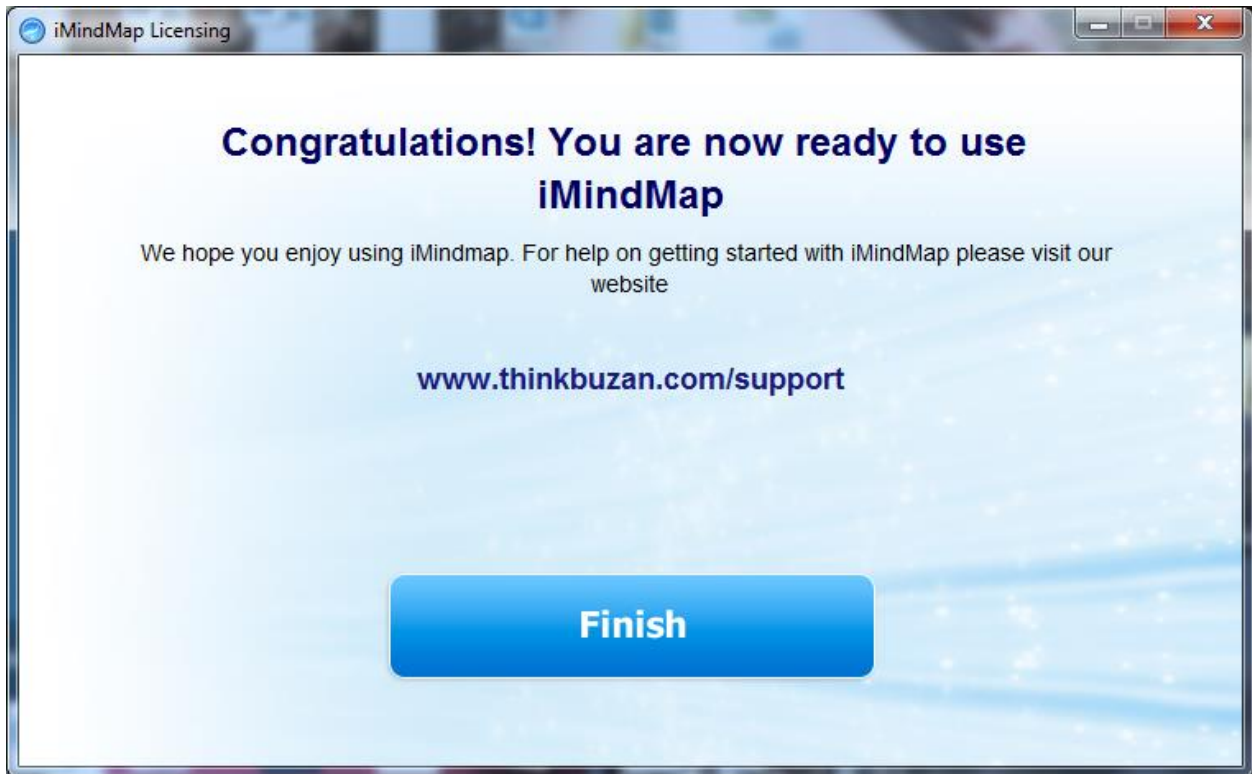 iMindMap Licensing
Congratulations! You are now ready to use
iMindMap
We hope you enjoy using iMindmap. For help on getting started with iMindMap please visit our
website
www.thinkbuzan.com/support
Finish